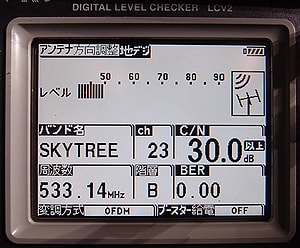 DIGITAL LEVEL CHECKER LCV2
アンテナ方向調整 地デジ
50 60 70 80 90
レベル
バンド名 ch C/N
SKYTREE 23 30.0 以上 dB
周波数 階層 BER
533.14 MHz B 0.00
変調方式 OFDM ブースター給電 OFF